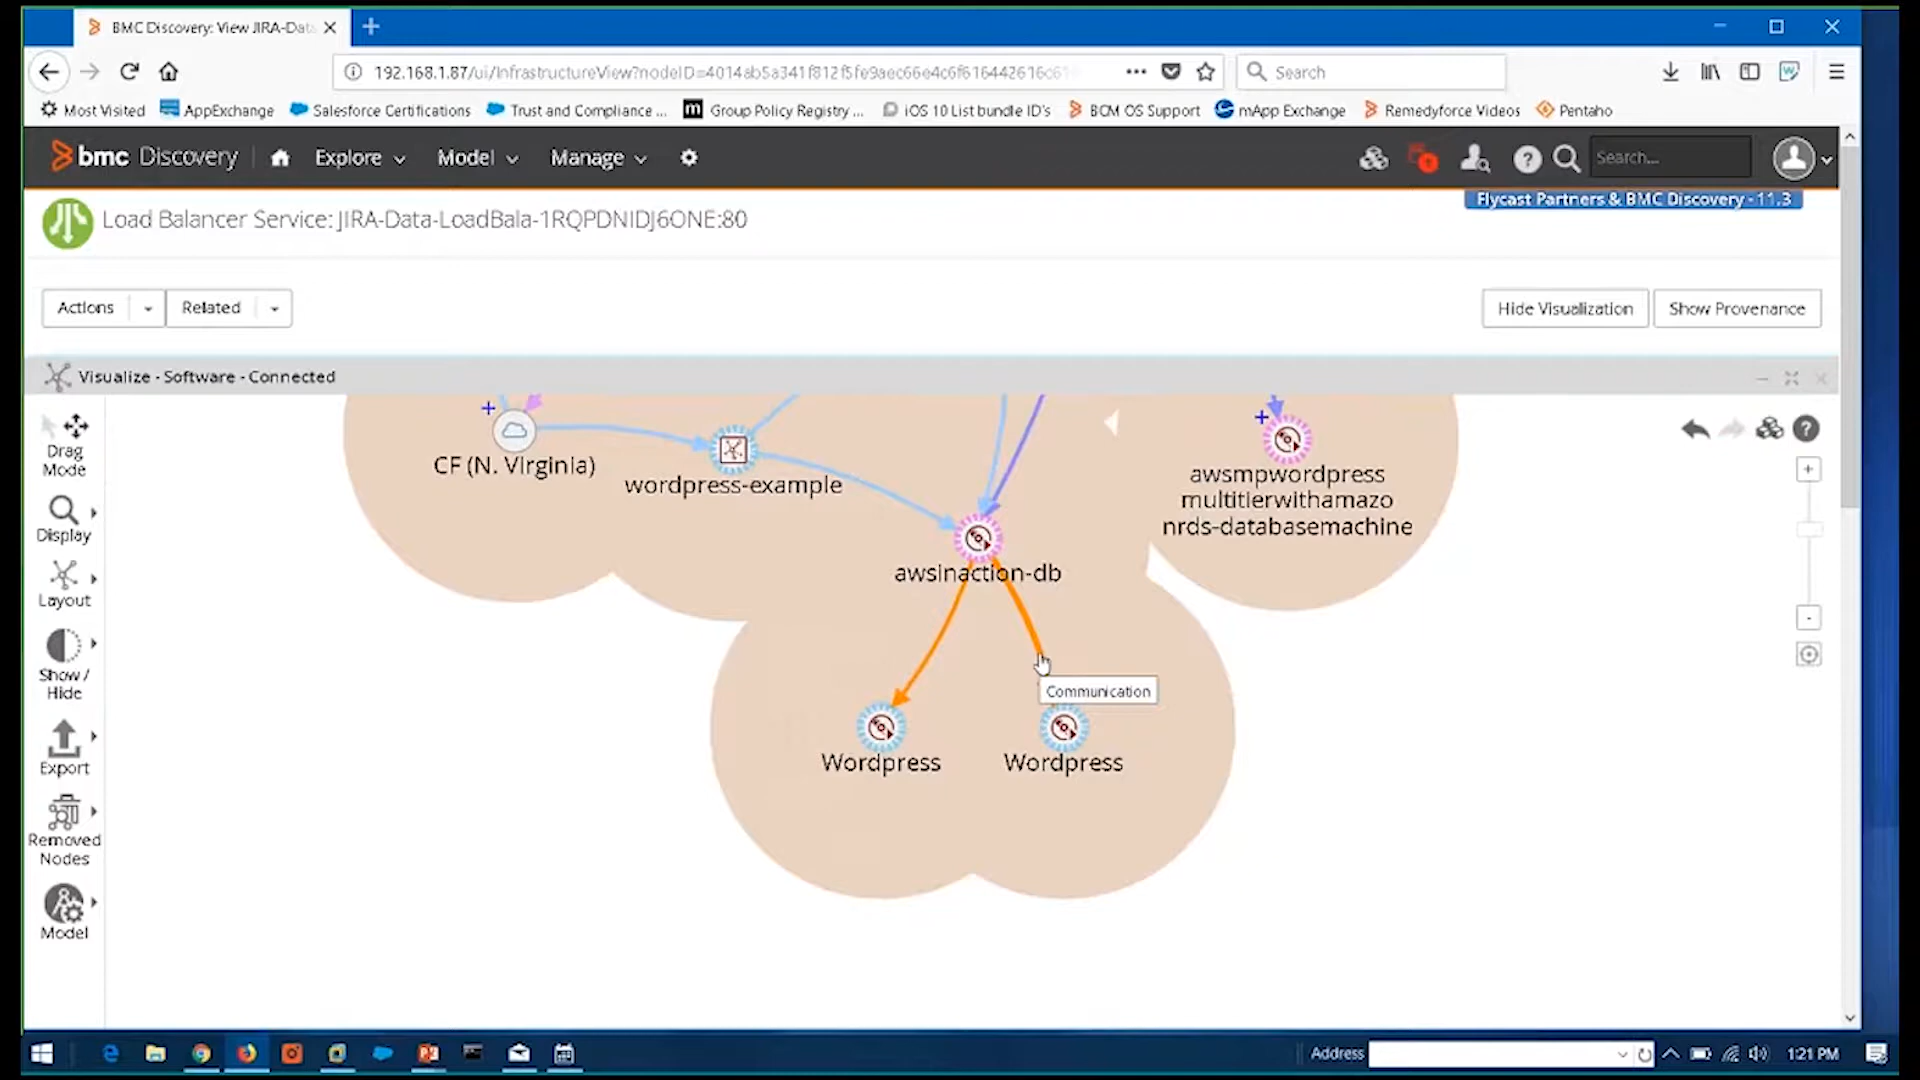 BMC Discovery: View JIRA-Dat
192.168.1.87/ui/InfrastructureView?nodeID=4014ab5a341f812f5fe9aec66e4c6f616442616c61
Search
Most Visited
AppExchange
Salesforce Certifications
Trust and Compliance ...
Group Policy Registry ...
iOS 10 List bundle ID's
BCM OS Support
mApp Exchange
Remedyforce Videos
Pentaho
bmc Discovery
Explore
Model
Manage
Search...
Flycast Partners & BMC Discovery - 11.3
Load Balancer Service: JIRA-Data-LoadBala-1RQPDNIDJ6ONE:80
Actions
Related
Hide Visualization
Show Provenance
Visualize - Software - Connected
Drag
Mode
Display
Layout
Show /
Hide
Export
Removed
Nodes
Model
CF (N. Virginia)
wordpress-example
awsmpwordpress
multitierwithamazo
nrds-databasemachine
awsinaction-db
Communication
Wordpress
Wordpress
Address
1:21 PM